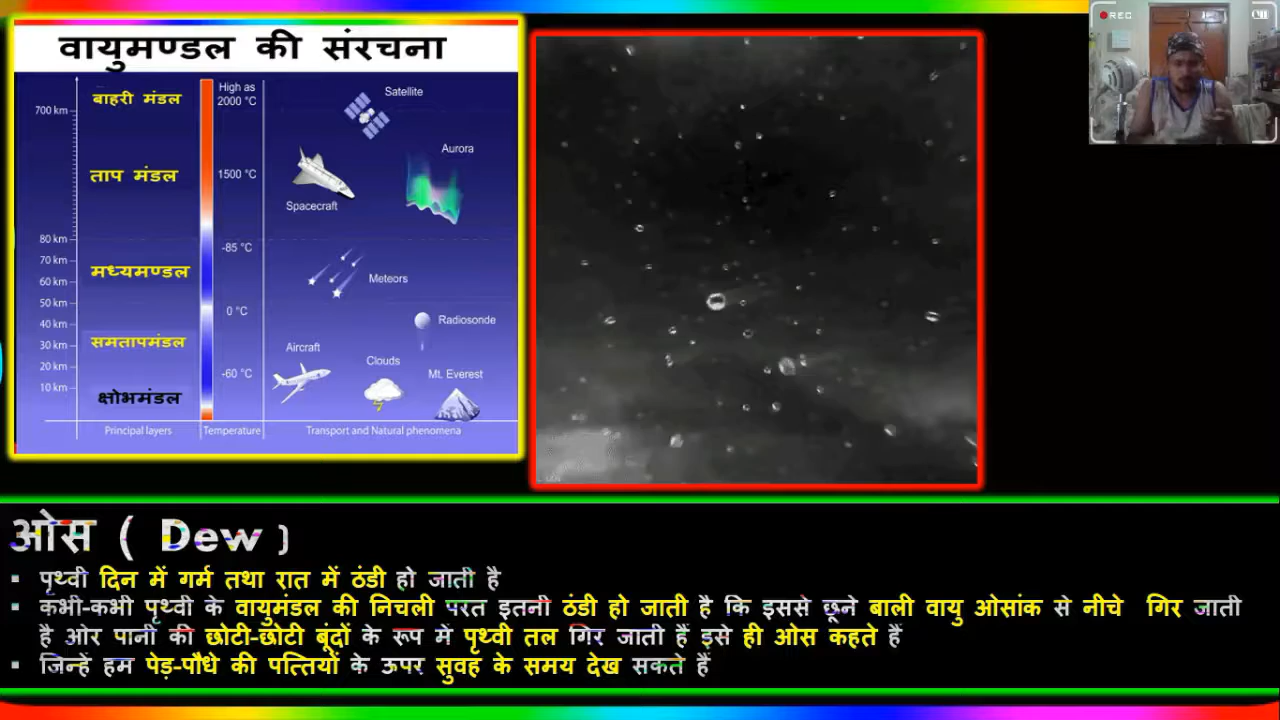 वायुमण्डल की संरचना
REC
बाहरी मंडल
High as
2000 °C
Satellite
700 km
ताप मंडल
1500 °C
Aurora
Spacecraft
80 km
-85 °C
70 km
मध्यमण्डल
60 km
Meters
50 km
0 °C
Radiosonde
40 km
समतापमंडल
30 km
Aircraft
Clouds
20 km
-60 °C
Mt. Everest
10 km
क्षोभमंडल
Principal layers
Temperature
Transport and Natural phenomena
ओस ( Dew )
▪ पृथ्वी दिन में गर्म तथा रात में ठंडी हो जाती है
▪ कभी-कभी पृथ्वी के वायुमंडल की निचली परत इतनी ठंडी हो जाती है कि इससे छूने बाली वायु ओसांक से नीचे गिर जाती
है ओर पानी की छोटी-छोटी बूंदों के रूप में पृथ्वी तल गिर जाती हैं इसे ही ओस कहते हैं
▪ जिन्हें हम पेड़-पौधे की पत्तियों के ऊपर सुवह के समय देख सकते हैं